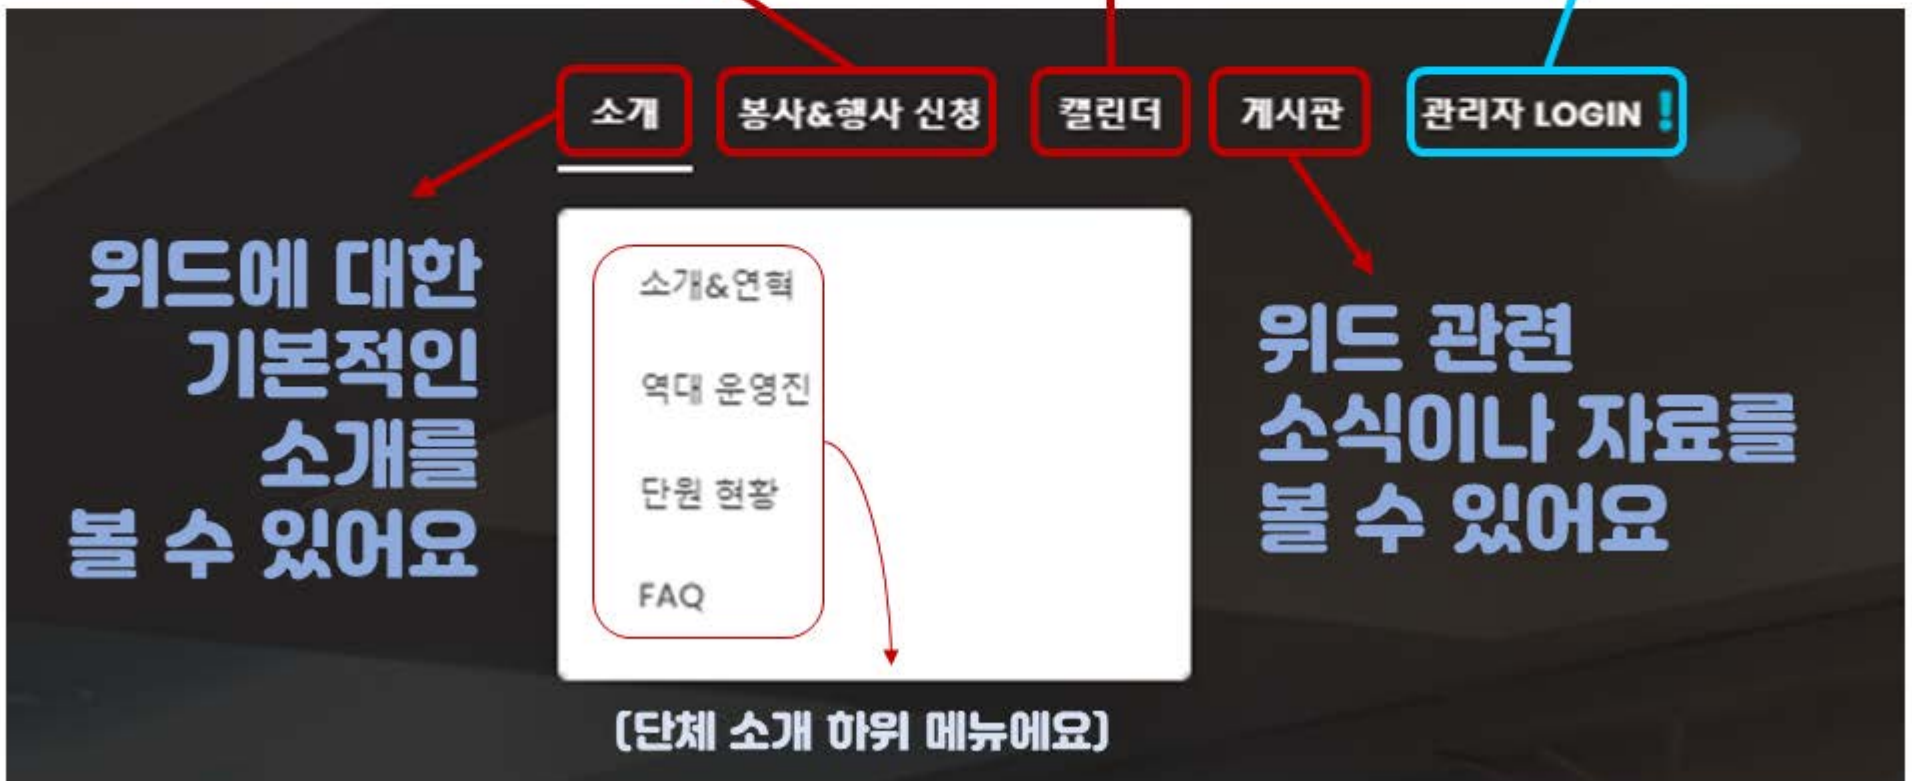 소개
봉사&행사 신청
캘린더
게시판
관리자 LOGIN !
위드에 대한
기본적인
소개를
볼 수 있어요
소개&연혁
역대 운영진
단원 현황
FAQ
위드 관련
소식이나 자료를
볼 수 있어요
(단체 소개 하위 메뉴에요)